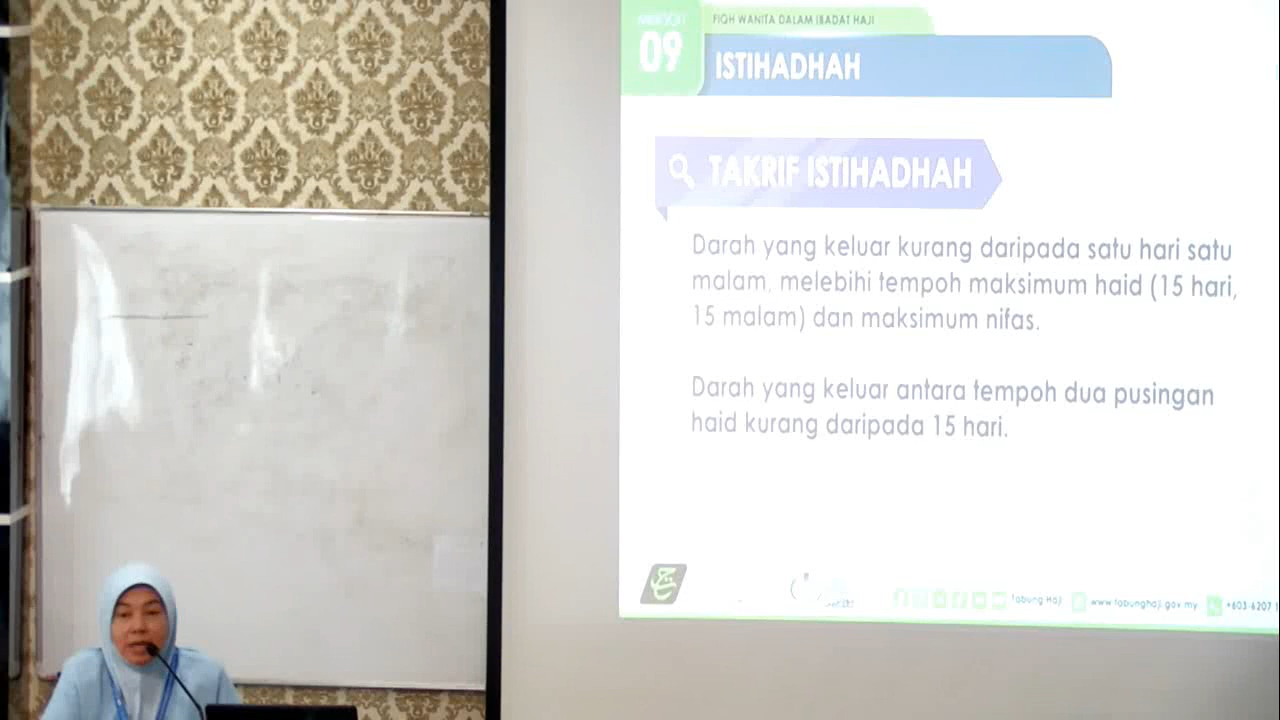 09
FIQH WANITA DALAM IBADAT HAJI
ISTIHADHAH
TAKRIF ISTIHADHAH
Darah yang keluar kurang daripada satu hari satu
malam, melebihi tempoh maksimum haid (15 hari,
15 malam) dan maksimum nifas.
Darah yang keluar antara tempoh dua pusingan
haid kurang daripada 15 hari.
Tabung Haji
www.tabunghaji.gov.my
+603-6207